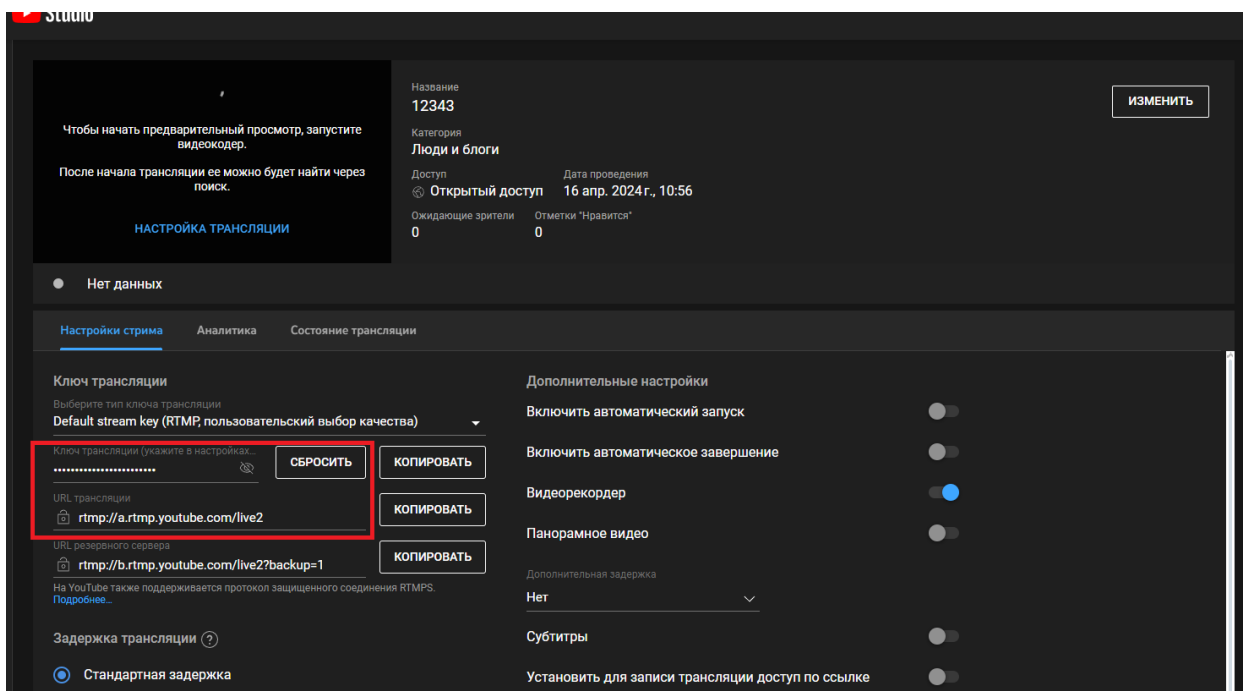 Studio
Чтобы начать предварительный просмотр, запустите
видеокодер.
После начала трансляции ее можно будет найти через
поиск.
НАСТРОЙКА ТРАНСЛЯЦИИ
Название
12343
Категория
Люди и блоги
Доступ
Открытый доступ
Дата проведения
16 апр. 2024 г., 10:56
Ожидающие зрители
0
Отметки "Нравится"
0
ИЗМЕНИТЬ
Нет данных
Настройки стрима
Аналитика
Состояние трансляции
Ключ трансляции
Выберите тип ключа трансляции
Default stream key (RTMP, пользовательский выбор качества)
Ключ трансляции (укажите в настройках...
••••••••••••••••••••••••
СБРОСИТЬ
КОПИРОВАТЬ
URL трансляции
rtmp://a.rtmp.youtube.com/live2
КОПИРОВАТЬ
URL резервного сервера
rtmp://b.rtmp.youtube.com/live2?backup=1
КОПИРОВАТЬ
На YouTube также поддерживается протокол защищенного соединения RTMPS.
Подробнее...
Задержка трансляции ?
Стандартная задержка
Дополнительные настройки
Включить автоматический запуск
Включить автоматическое завершение
Видеорекордер
Панорамное видео
Дополнительная задержка
Нет
Субтитры
Установить для записи трансляции доступ по ссылке